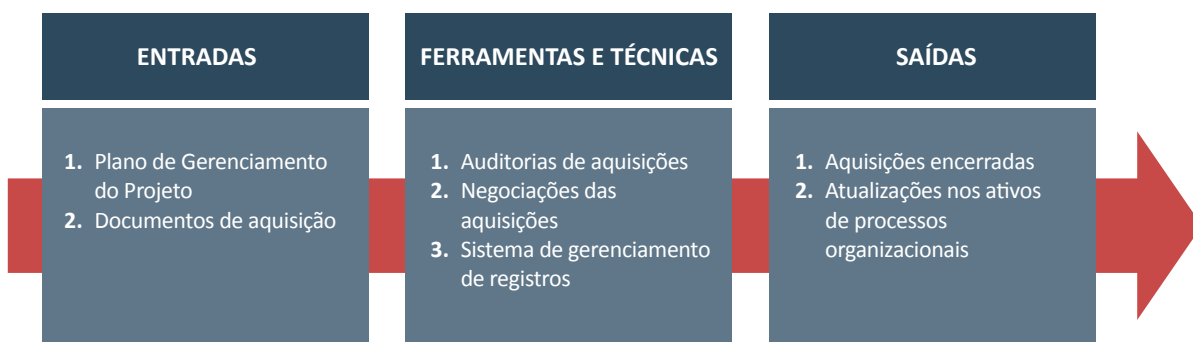 ENTRADAS
1. Plano de Gerenciamento
do Projeto
2. Documentos de aquisição
FERRAMENTAS E TÉCNICAS
1. Auditorias de aquisições
2. Negociações das
aquisições
3. Sistema de gerenciamento
de registros
SAÍDAS
1. Aquisições encerradas
2. Atualizações nos ativos
de processos
organizacionais